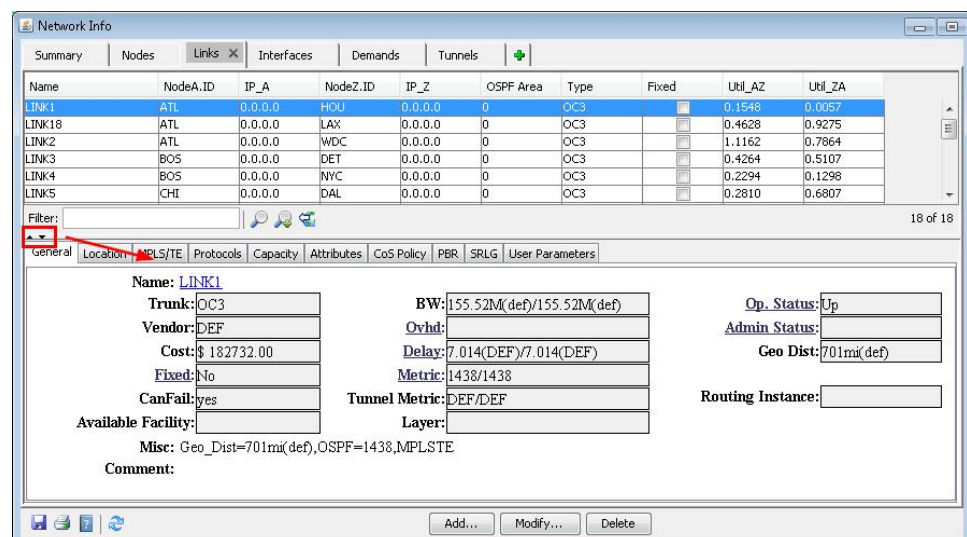 Network Info
Summary Nodes Links Interfaces Demands Tunnels
Name NodeA.ID IP_A NodeZ.ID IP_Z OSPF Area Type Fixed Util_AZ Util_ZA
LINK1 ATL 0.0.0.0 HOU 0.0.0.0 0 OC3 0.1548 0.0057
LINK18 ATL 0.0.0.0 LAX 0.0.0.0 0 OC3 0.4628 0.9275
LINK2 ATL 0.0.0.0 WDC 0.0.0.0 0 OC3 1.1162 0.7864
LINK3 BOS 0.0.0.0 DET 0.0.0.0 0 OC3 0.4264 0.5107
LINK4 BOS 0.0.0.0 NYC 0.0.0.0 0 OC3 0.2294 0.1298
LINK5 CHI 0.0.0.0 DAL 0.0.0.0 0 OC3 0.2810 0.6807
Filter: 18 of 18
General Location MPLS/TE Protocols Capacity Attributes CoS Policy PBR SRLG User Parameters
Name: LINK1
Trunk: OC3 BW: 155.52M(def)/155.52M(def) Op. Status: Up
Vendor: DEF Ovhd: Admin Status:
Cost: $ 182732.00 Delay: 7.014(DEF)/7.014(DEF) Geo Dist: 701mi(def)
Fixed: No Metric: 1438/1438
CanFail: yes Tunnel Metric: DEF/DEF Routing Instance:
Available Facility: Layer:
Misc: Geo_Dist=701mi(def),OSPF=1438,MPLSTE
Comment:
Add... Modify... Delete